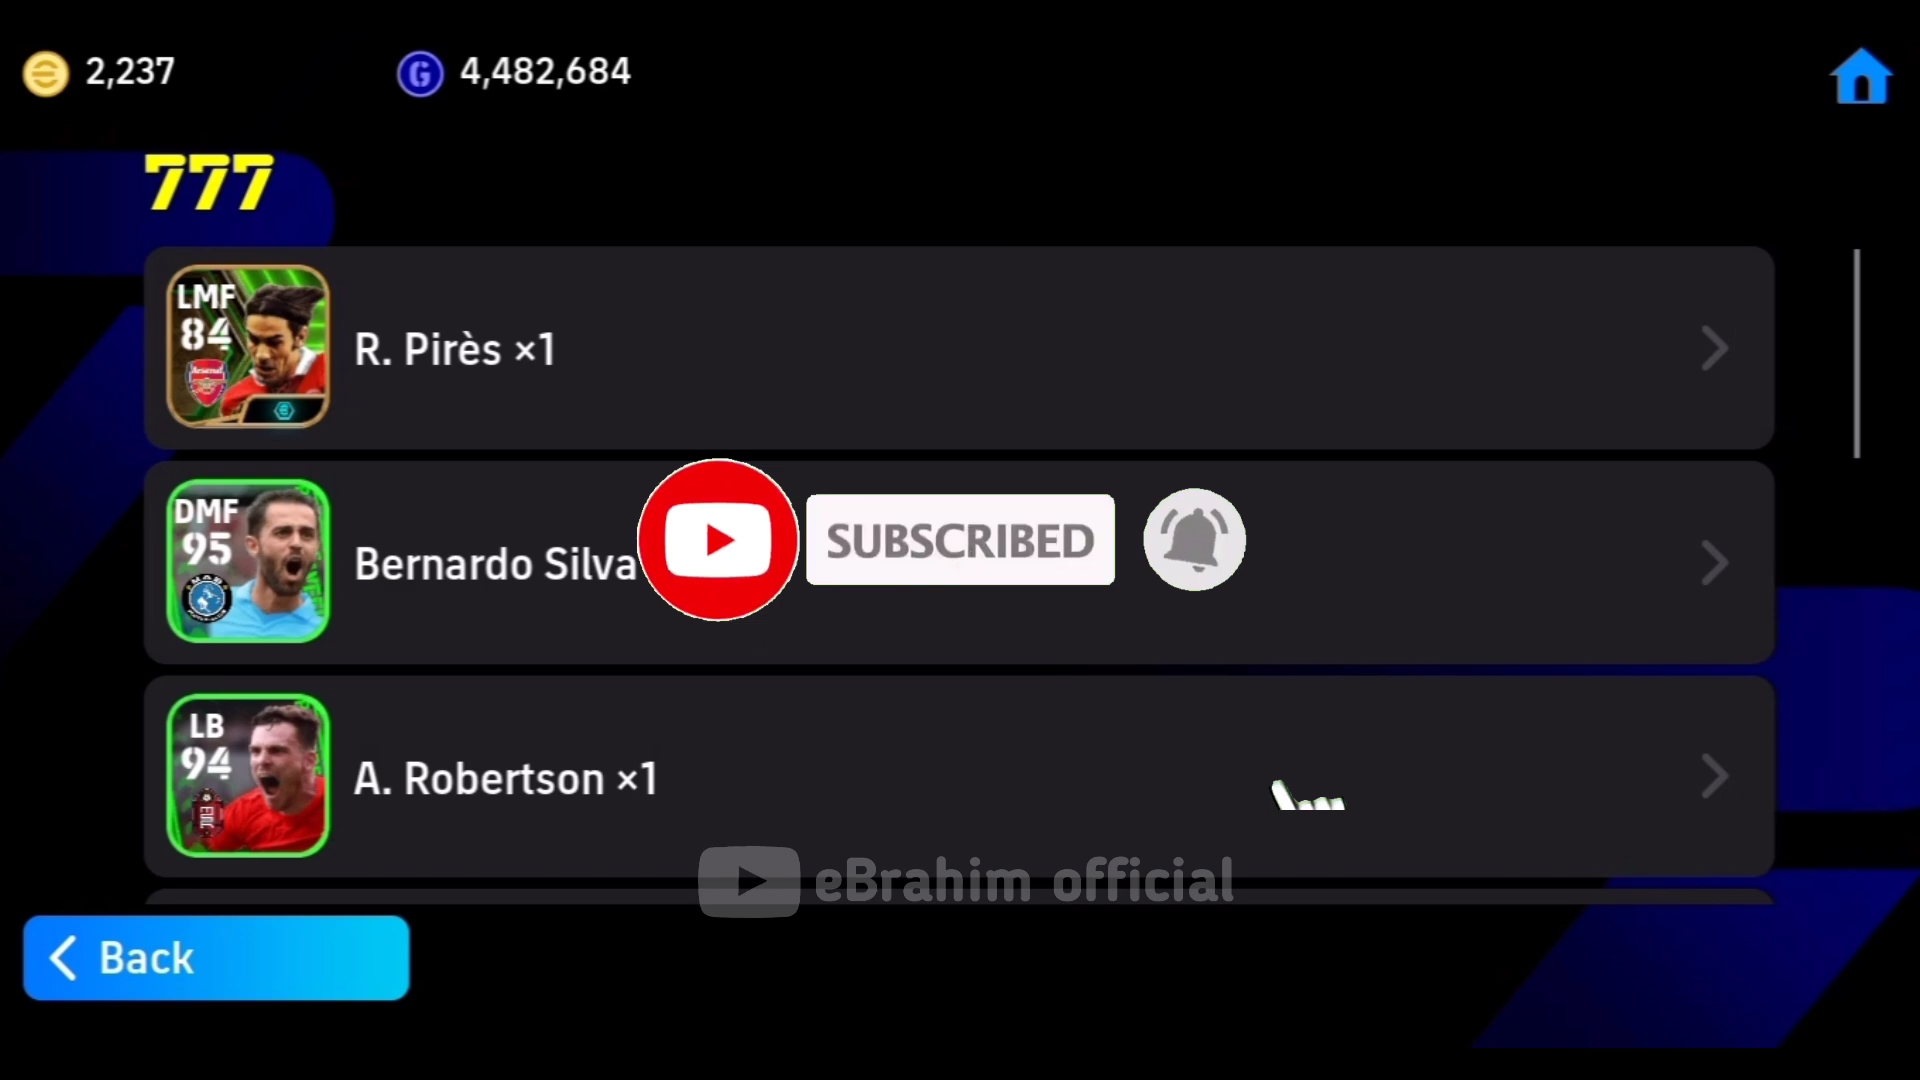 2,237
G 4,482,684
777
LMF
84
Arsenal
R. Pirès ×1
DMF
95
Bernardo Silva
SUBSCRIBED
LB
94
A. Robertson ×1
eBrahim official
Back